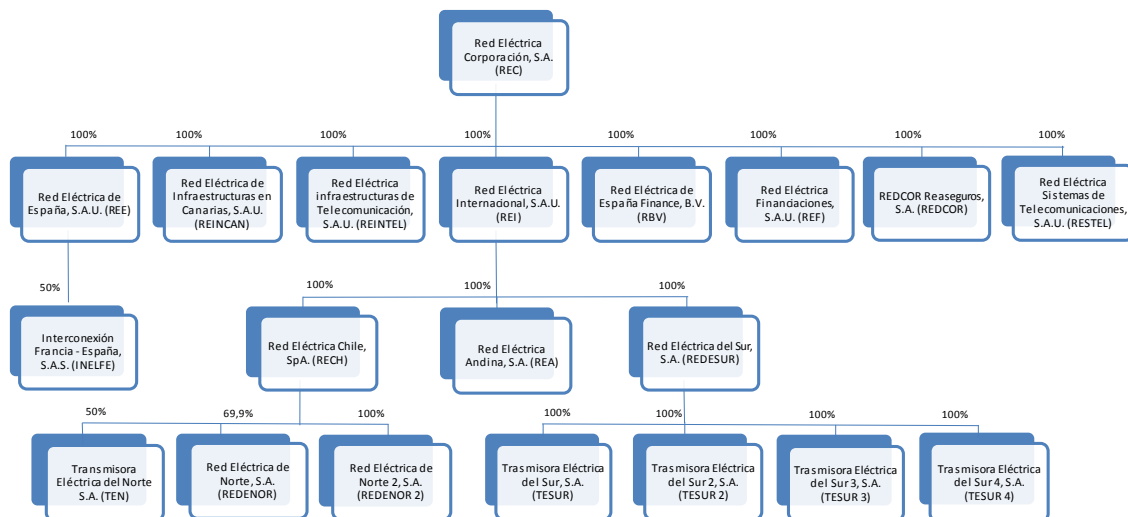 Red Eléctrica
Corporación, S.A.
(REC)
100%
100%
100%
100%
100%
100%
100%
100%
Red Eléctrica de
España, S.A.U. (REE)
Red Eléctrica de
Infraestructuras en
Canarias, S.A.U.
(REINCAN)
Red Eléctrica
infraestructuras de
Telecomunicación,
S.A.U. (REINTEL)
Red Eléctrica
Internacional, S.A.U.
(REI)
Red Eléctrica de
España Finance, B.V.
(RBV)
Red Eléctrica
Financiaciones,
S.A.U. (REF)
REDCOR Reaseguros,
S.A. (REDCOR)
Red Eléctrica
Sistemas de
Telecomunicaciones,
S.A.U. (RESTEL)
50%
100%
100%
100%
Interconexión
Francia - España,
S.A.S. (INELFE)
Red Eléctrica Chile,
SpA. (RECH)
Red Eléctrica
Andina, S.A. (REA)
Red Eléctrica del Sur,
S.A. (REDESUR)
50%
69,9%
100%
100%
100%
100%
100%
Transmisora
Eléctrica del Norte
S.A. (TEN)
Red Eléctrica de
Norte, S.A.
(REDENOR)
Red Eléctrica de
Norte 2, S.A.
(REDENOR 2)
Trasmisora Eléctrica
del Sur, S.A.
(TESUR)
Trasmisora Eléctrica
del Sur 2, S.A.
(TESUR 2)
Trasmisora Eléctrica
del Sur 3, S.A.
(TESUR 3)
Trasmisora Eléctrica
del Sur 4, S.A.
(TESUR 4)